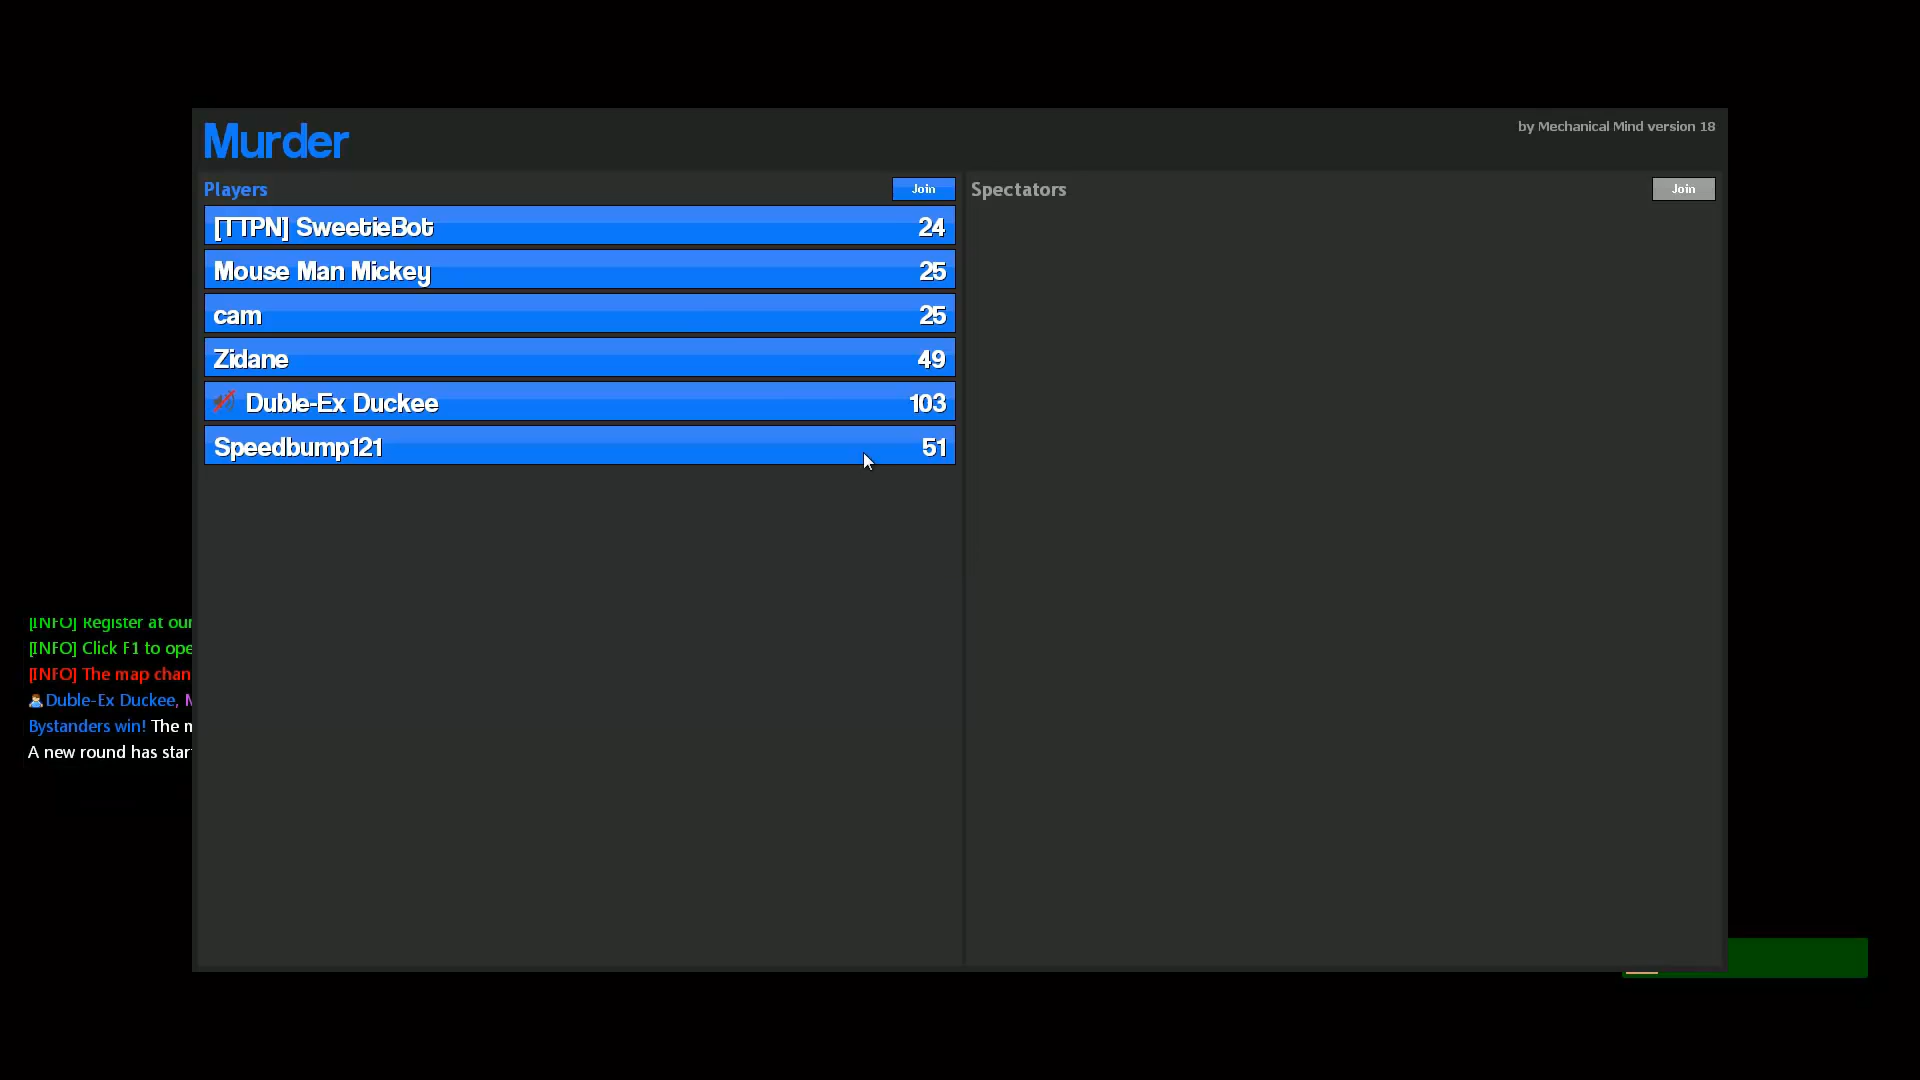 Murder
by Mechanical Mind version 18
Players
Join
Spectators
Join
[TTPN] SweetieBot 24
Mouse Man Mickey 25
cam 25
Zidane 49
Duble-Ex Duckee 103
Speedbump121 51
[INFO] Register at our
[INFO] Click F1 to ope
[INFO] The map chan
Duble-Ex Duckee, M
Bystanders win! The m
A new round has star